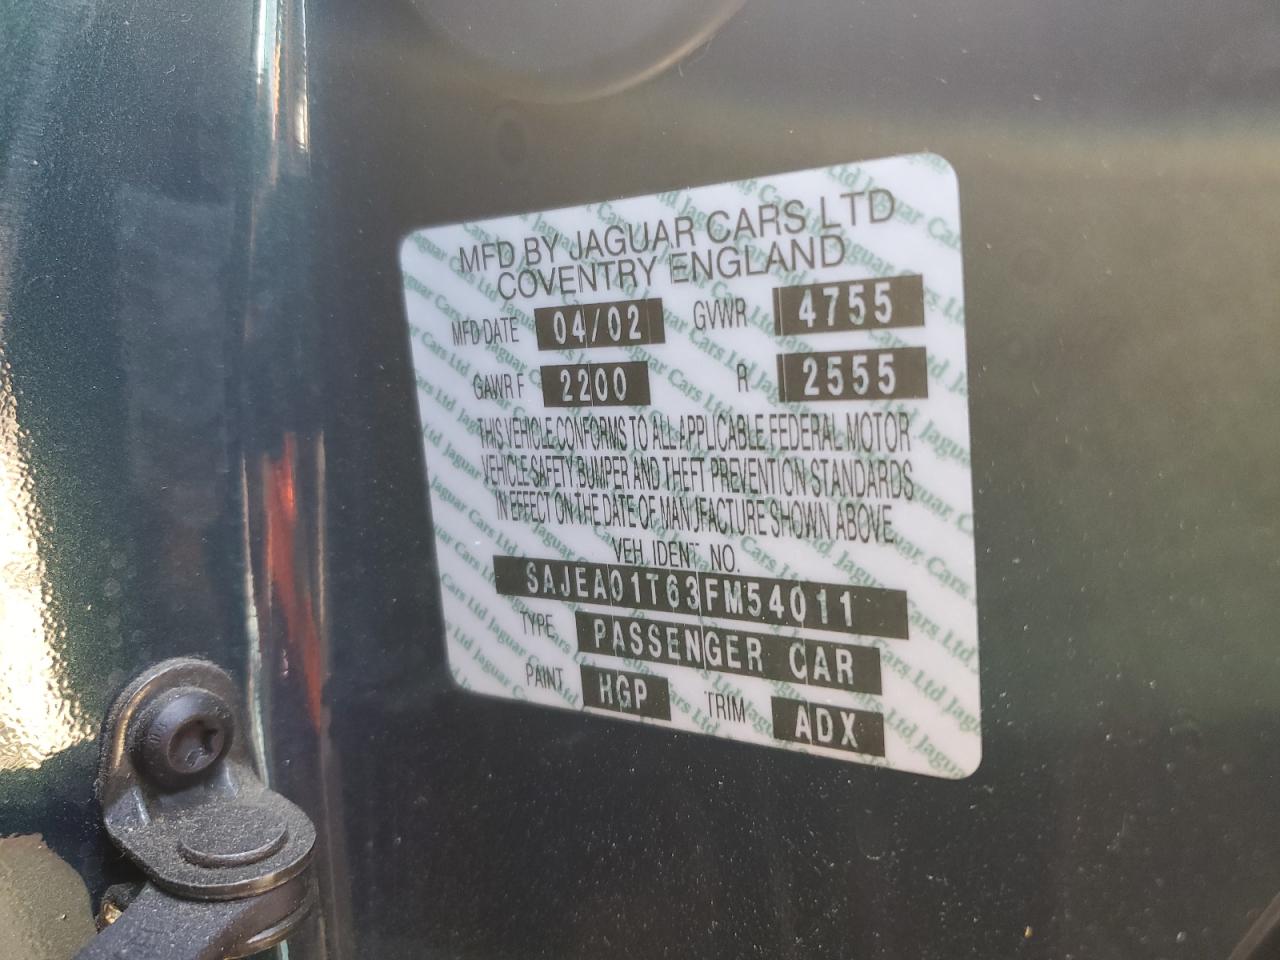 MFD BY JAGUAR CARS LTD
COVENTRY ENGLAND
MFD DATE 04/02 GVWR 4755
GAWR F 2200 R 2555
THIS VEHICLE CONFORMS TO ALL APPLICABLE FEDERAL MOTOR
VEHICLE SAFETY BUMPER AND THEFT PREVENTION STANDARDS
IN EFFECT ON THE DATE OF MANUFACTURE SHOWN ABOVE
VEH. IDENT. NO.
SAJEA01T63FM54011
TYPE PASSENGER CAR
PAINT HGP TRIM ADX